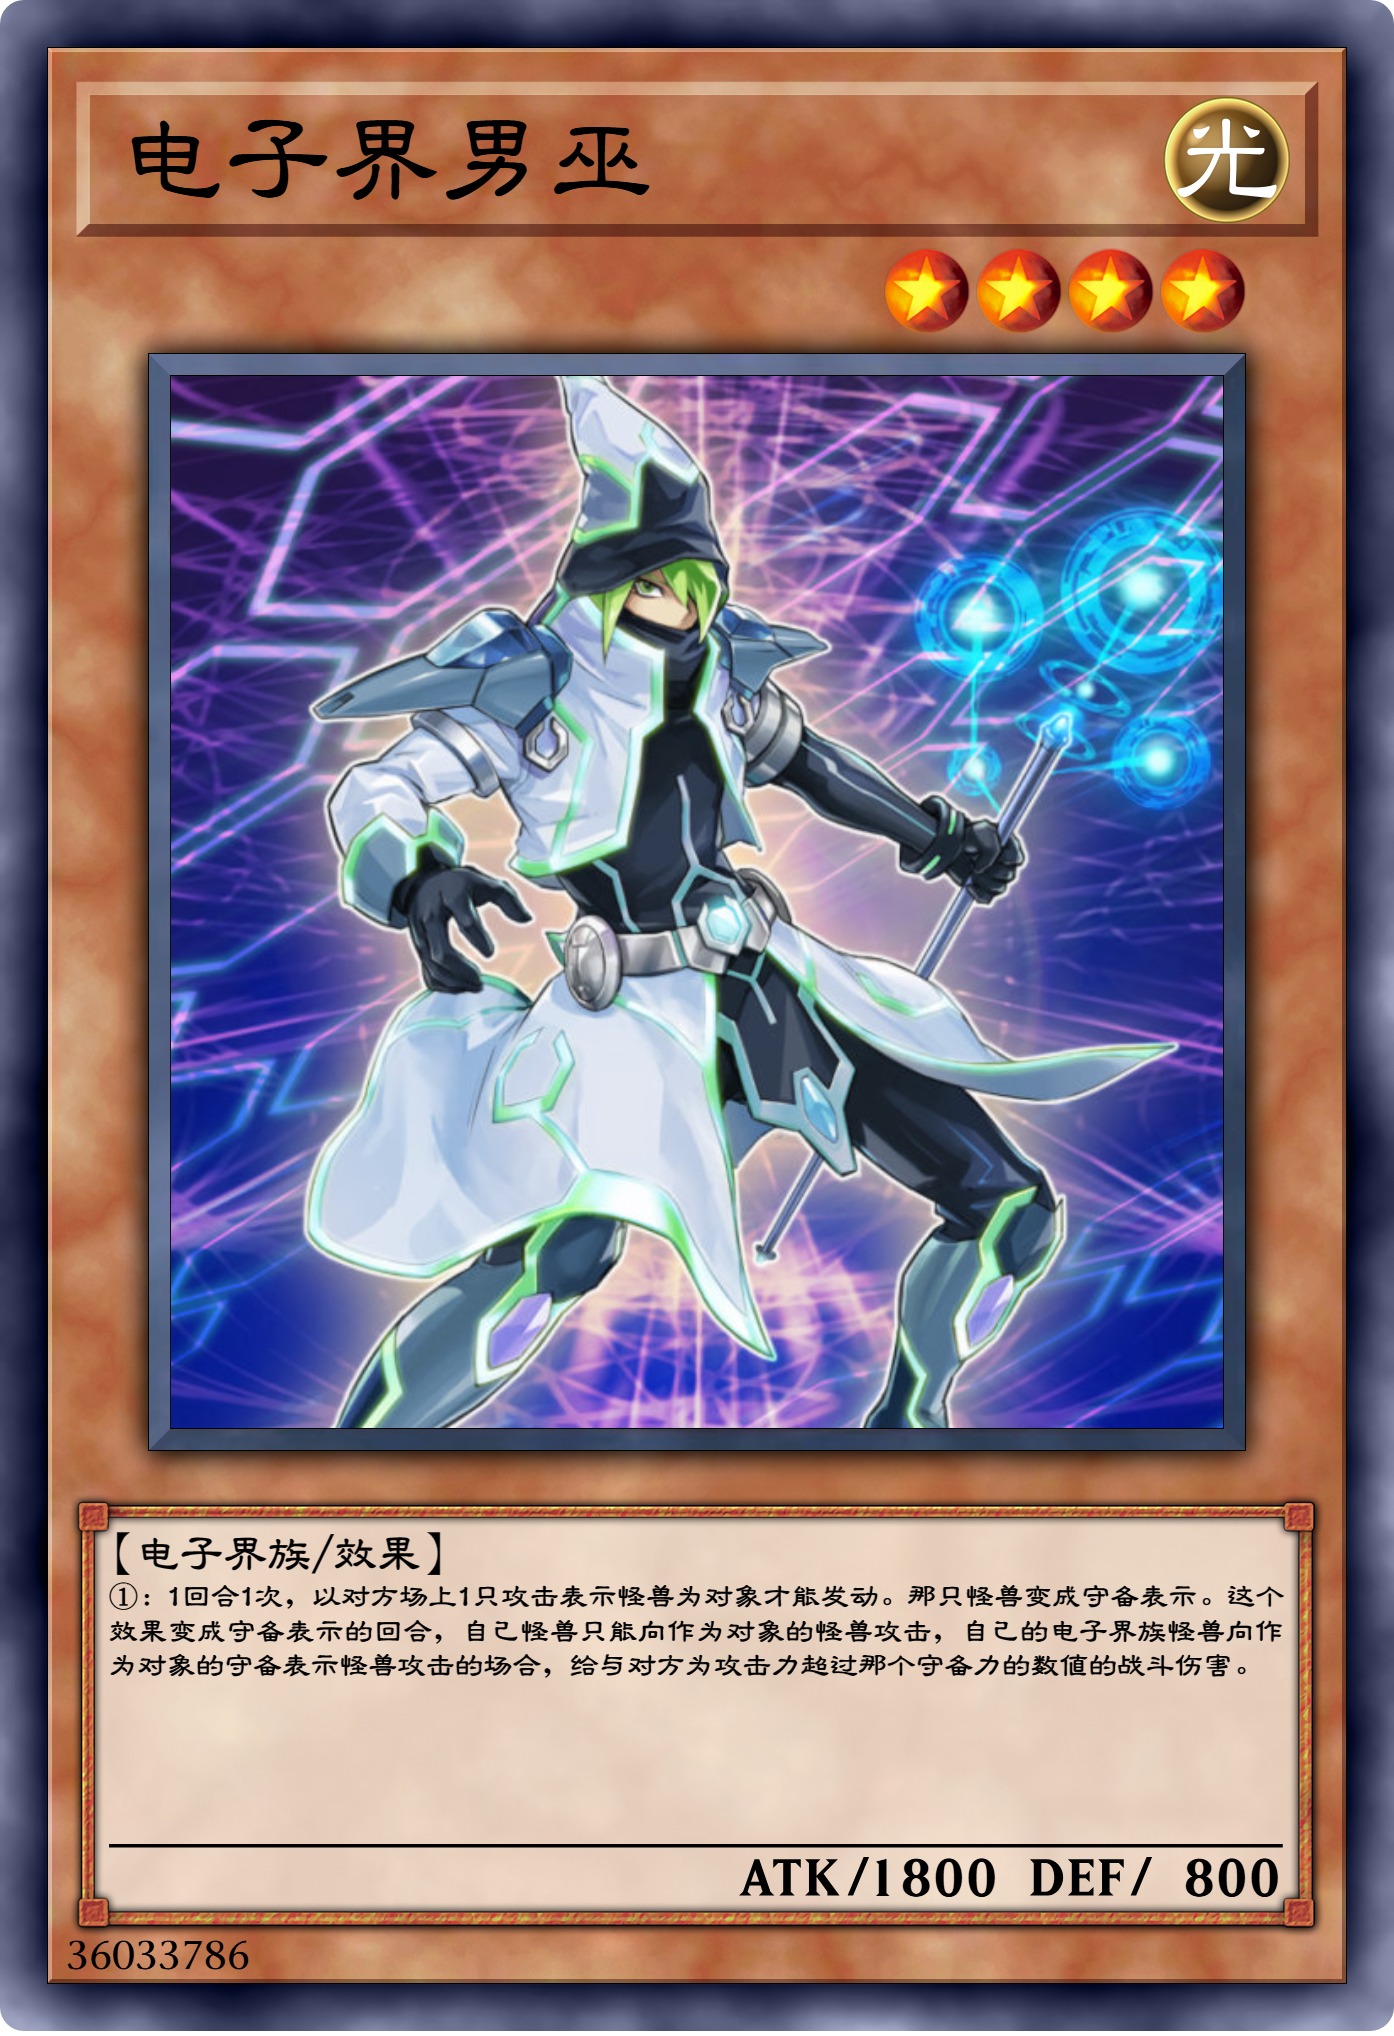 电子界男巫
光
【电子界族/效果】
①：1回合1次，以对方场上1只攻击表示怪兽为对象才能发动。那只怪兽变成守备表示。这个
效果变成守备表示的回合，自己怪兽只能向作为对象的怪兽攻击，自己的电子界族怪兽向作
为对象的守备表示怪兽攻击的场合，给与对方为攻击力超过那个守备力的数值的战斗伤害。
ATK/1800 DEF/ 800
36033786